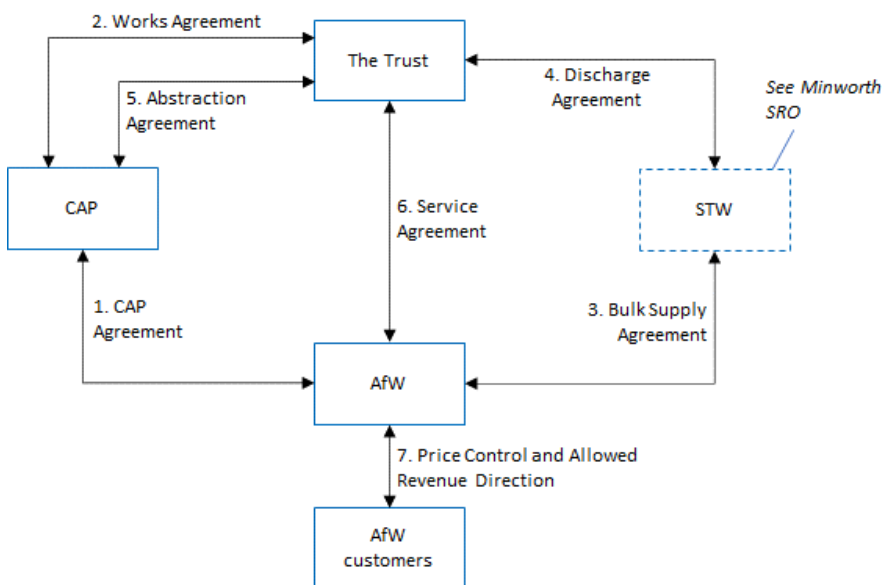 2. Works Agreement
The Trust
4. Discharge
Agreement
See Minworth
SRO
5. Abstraction
Agreement
CAP
STW
6. Service
Agreement
1. CAP
Agreement
3. Bulk Supply
Agreement
AfW
7. Price Control and Allowed
Revenue Direction
AfW
customers